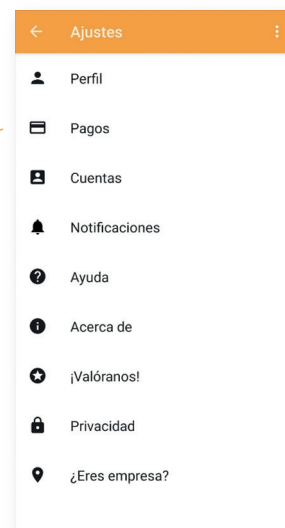 Ajustes
Perfil
Pagos
Cuentas
Notificaciones
Ayuda
Acerca de
¡Valóranos!
Privacidad
¿Eres empresa?